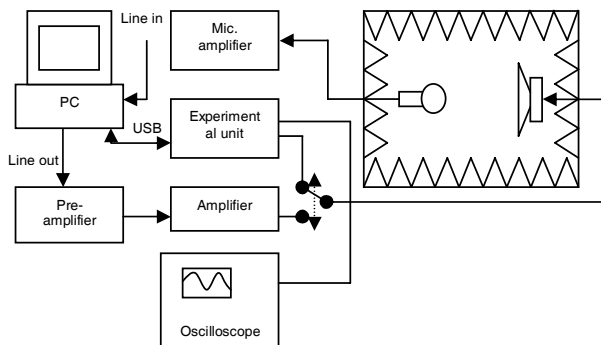 Line in
Mic.
amplifier
PC
USB
Experiment
al unit
Line out
Pre-
amplifier
Amplifier
Oscilloscope